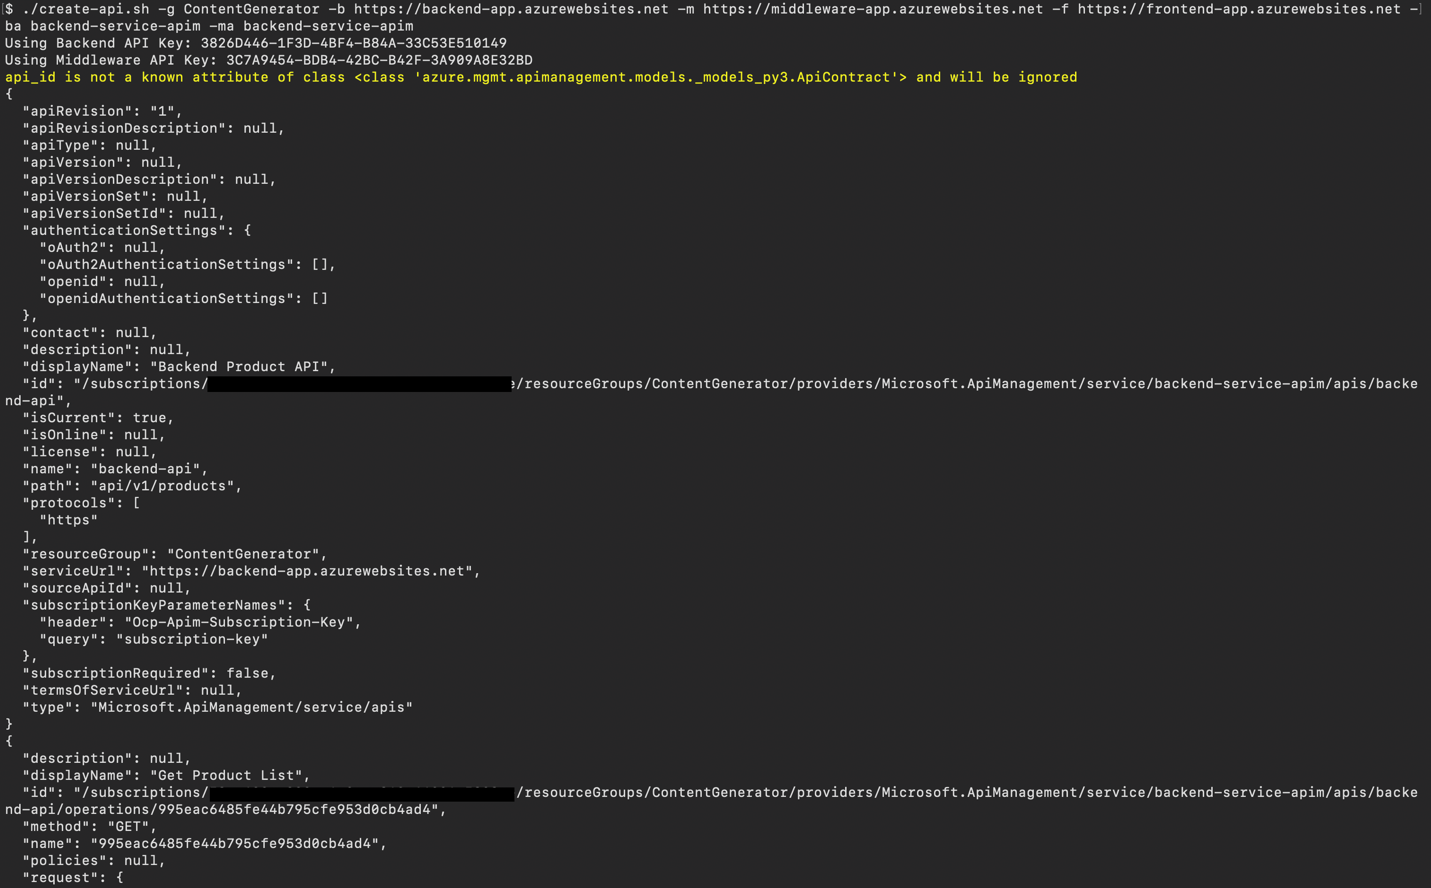 $ ./create-api.sh -g ContentGenerator -b https://backend-app.azurewebsites.net -m https://middleware-app.azurewebsites.net -f https://frontend-app.azurewebsites.net -
ba backend-service-apim -ma backend-service-apim
Using Backend API Key: 3826D446-1F3D-4BF4-B84A-33C53E510149
Using Middleware API Key: 3C7A9454-BDB4-42BC-B42F-3A909A8E32BD
api_id is not a known attribute of class <class 'azure.mgmt.apimanagement.models._models_py3.ApiContract'> and will be ignored
{
  "apiRevision": "1",
  "apiRevisionDescription": null,
  "apiType": null,
  "apiVersion": null,
  "apiVersionDescription": null,
  "apiVersionSet": null,
  "apiVersionSetId": null,
  "authenticationSettings": {
    "oAuth2": null,
    "oAuth2AuthenticationSettings": [],
    "openid": null,
    "openidAuthenticationSettings": []
  },
  "contact": null,
  "description": null,
  "displayName": "Backend Product API",
  "id": "/subscriptions/ /resourceGroups/ContentGenerator/providers/Microsoft.ApiManagement/service/backend-service-apim/apis/backe
nd-api",
  "isCurrent": true,
  "isOnline": null,
  "license": null,
  "name": "backend-api",
  "path": "api/v1/products",
  "protocols": [
    "https"
  ],
  "resourceGroup": "ContentGenerator",
  "serviceUrl": "https://backend-app.azurewebsites.net",
  "sourceApiId": null,
  "subscriptionKeyParameterNames": {
    "header": "Ocp-Apim-Subscription-Key",
    "query": "subscription-key"
  },
  "subscriptionRequired": false,
  "termsOfServiceUrl": null,
  "type": "Microsoft.ApiManagement/service/apis"
}
{
  "description": null,
  "displayName": "Get Product List",
  "id": "/subscriptions/ /resourceGroups/ContentGenerator/providers/Microsoft.ApiManagement/service/backend-service-apim/apis/backe
nd-api/operations/995eac6485fe44b795cfe953d0cb4ad4",
  "method": "GET",
  "name": "995eac6485fe44b795cfe953d0cb4ad4",
  "policies": null,
  "request": {